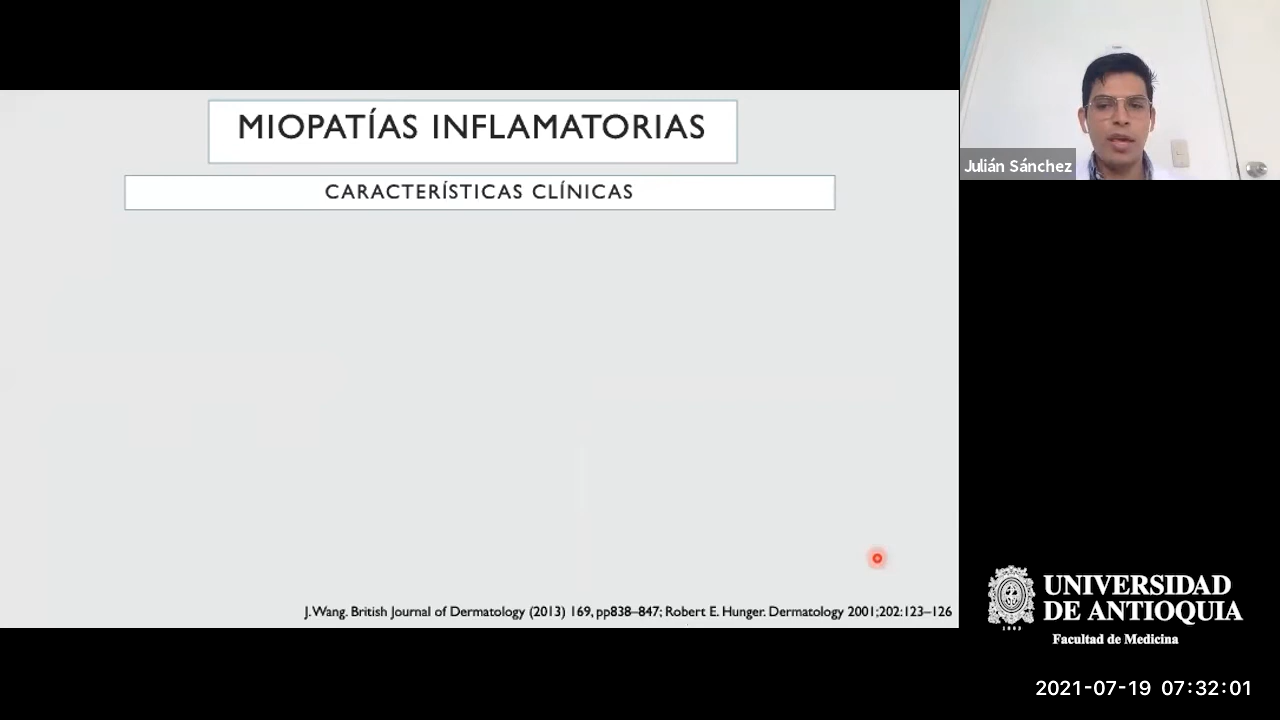 MIOPATÍAS INFLAMATORIAS
CARACTERÍSTICAS CLÍNICAS
J. Wang. British Journal of Dermatology (2013) 169, pp838–847; Robert E. Hunger. Dermatology 2001;202:123–126
Julián Sánchez
1803
UNIVERSIDAD
DE ANTIOQUIA
Facultad de Medicina
2021-07-19 07:32:01